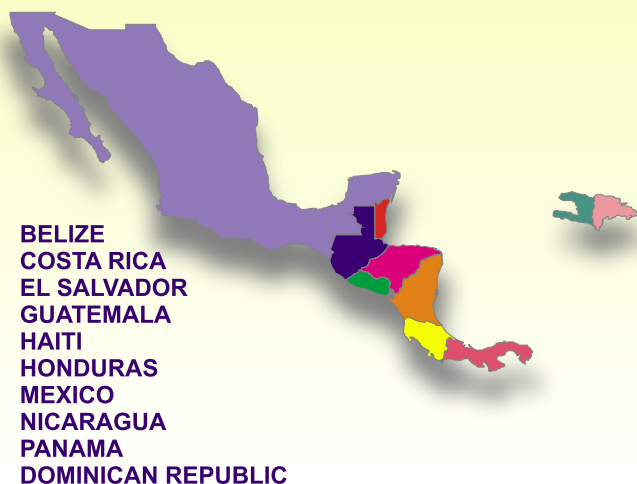 BELIZE
COSTA RICA
EL SALVADOR
GUATEMALA
HAITI
HONDURAS
MEXICO
NICARAGUA
PANAMA
DOMINICAN REPUBLIC